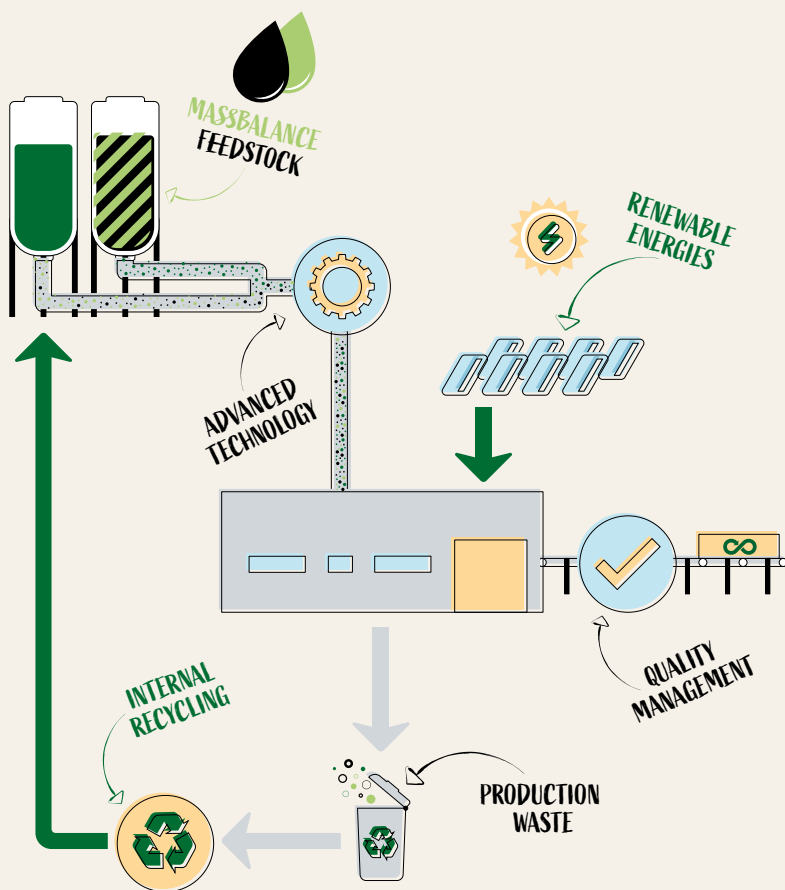 MASSBALANCE
FEEDSTOCK
RENEWABLE
ENERGIES
ADVANCED
TECHNOLOGY
INTERNAL
RECYCLING
QUALITY
MANAGEMENT
PRODUCTION
WASTE